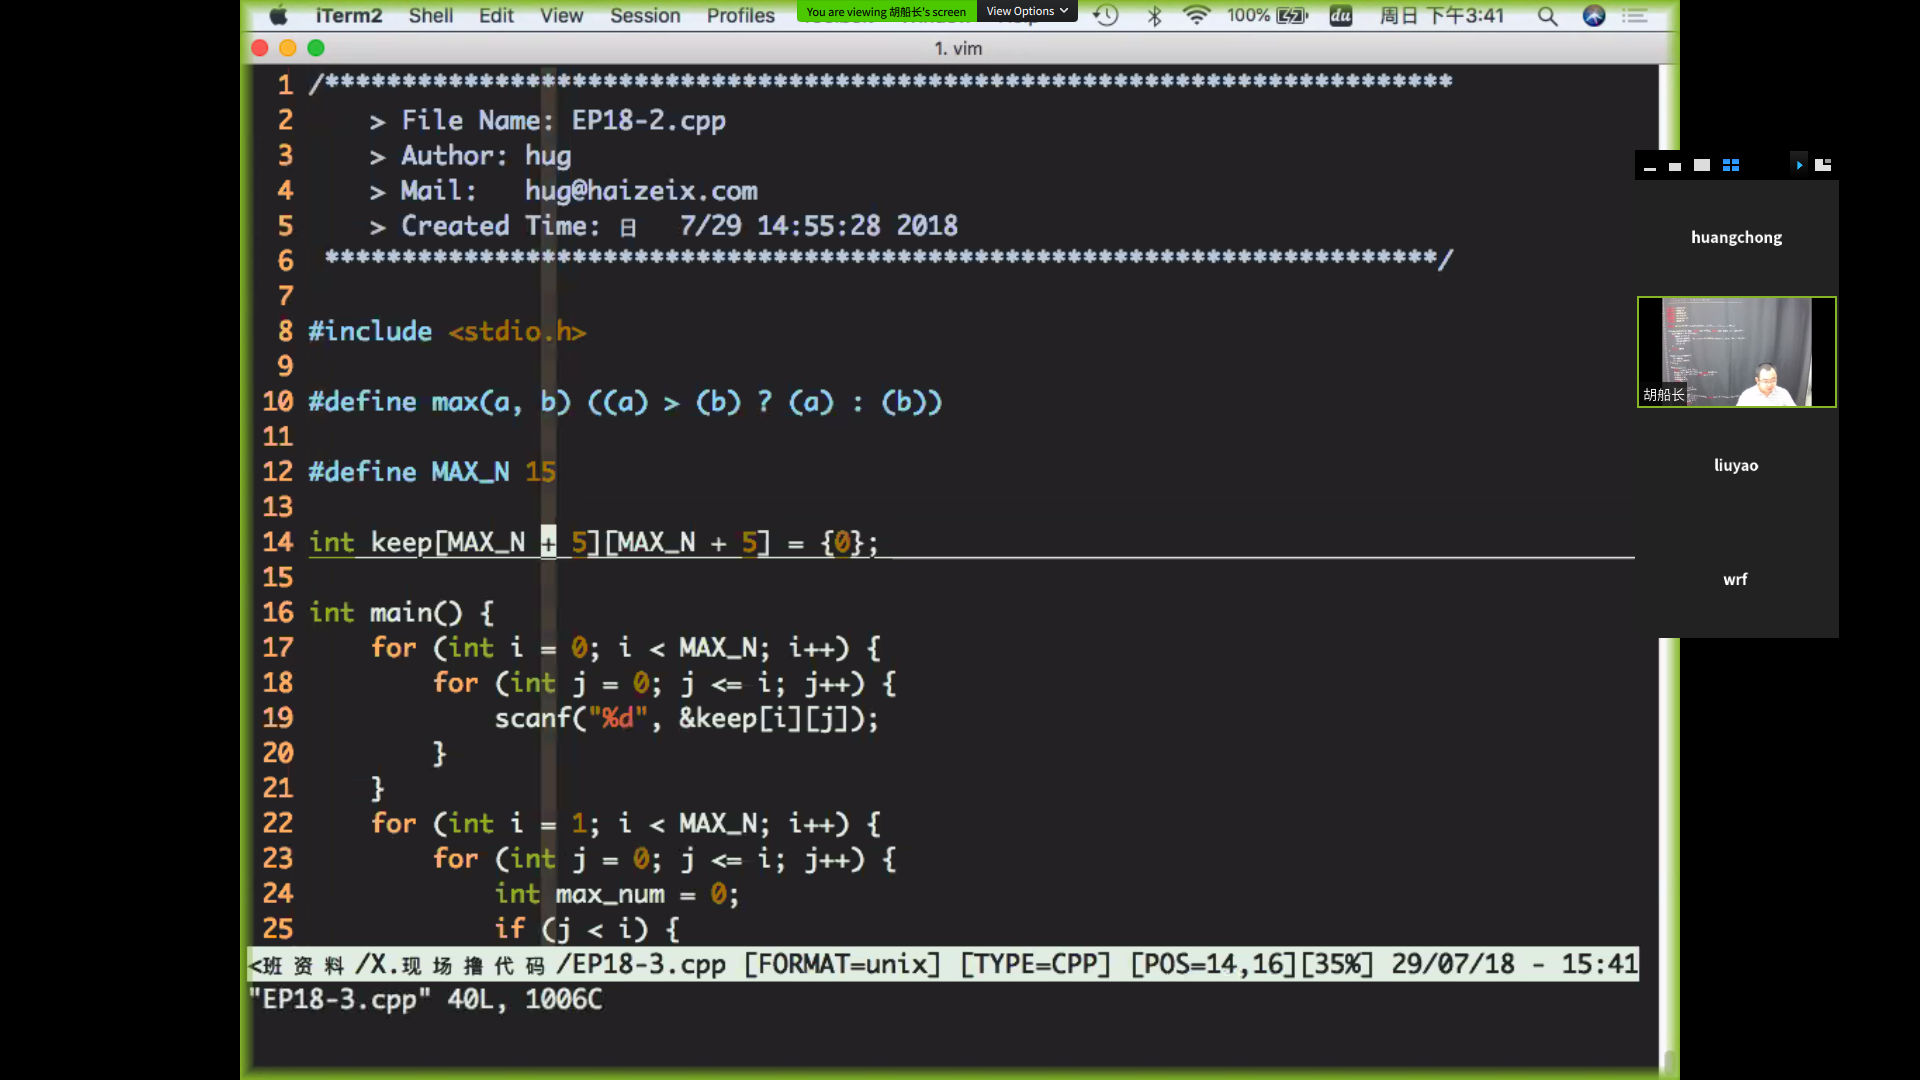 iTerm2 Shell Edit View Session Profiles
You are viewing 胡船长's screen View Options
100% du 周日 下午3:41
1. vim
1 /*************************************************************************
2 > File Name: EP18-2.cpp
3 > Author: hug
4 > Mail: hug@haizeix.com
5 > Created Time: 日 7/29 14:55:28 2018
6 ************************************************************************/
7
8 #include <stdio.h>
9
10 #define max(a, b) ((a) > (b) ? (a) : (b))
11
12 #define MAX_N 15
13
14 int keep[MAX_N + 5][MAX_N + 5] = {0};
15
16 int main() {
17 for (int i = 0; i < MAX_N; i++) {
18 for (int j = 0; j <= i; j++) {
19 scanf("%d", &keep[i][j]);
20 }
21 }
22 for (int i = 1; i < MAX_N; i++) {
23 for (int j = 0; j <= i; j++) {
24 int max_num = 0;
25 if (j < i) {
<班资料/X.现场撸代码/EP18-3.cpp [FORMAT=unix] [TYPE=CPP] [POS=14,16][35%] 29/07/18 - 15:41
"EP18-3.cpp" 40L, 1006C
huangchong
胡船长
liuyao
wrf